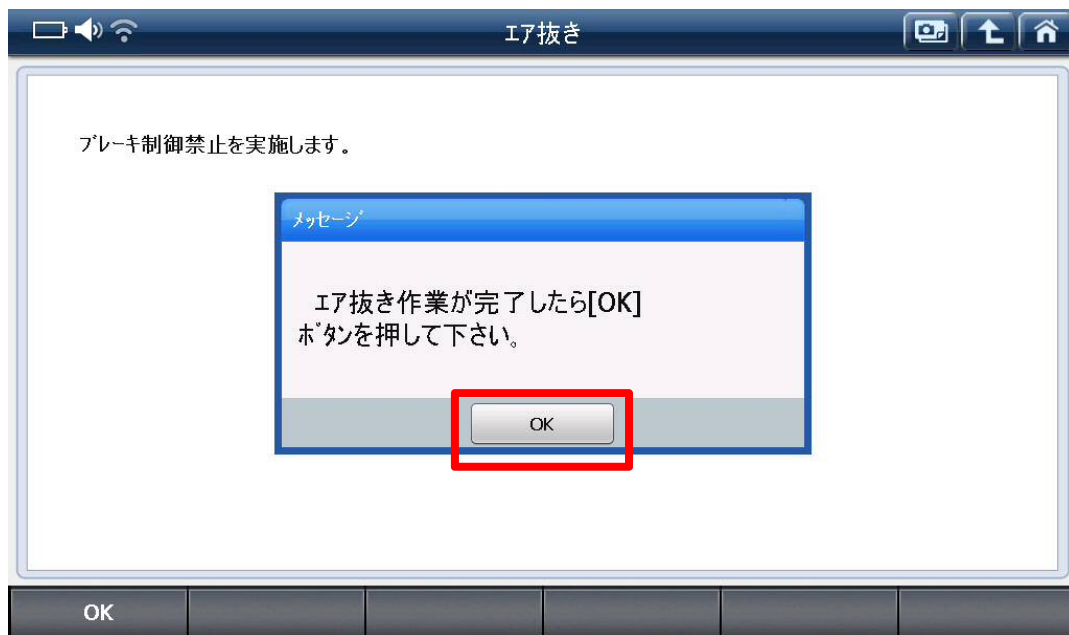 エア抜き
ブレーキ制御禁止を実施します。
メッセージ
エア抜き作業が完了したら[OK]
ボタンを押して下さい。
OK
OK